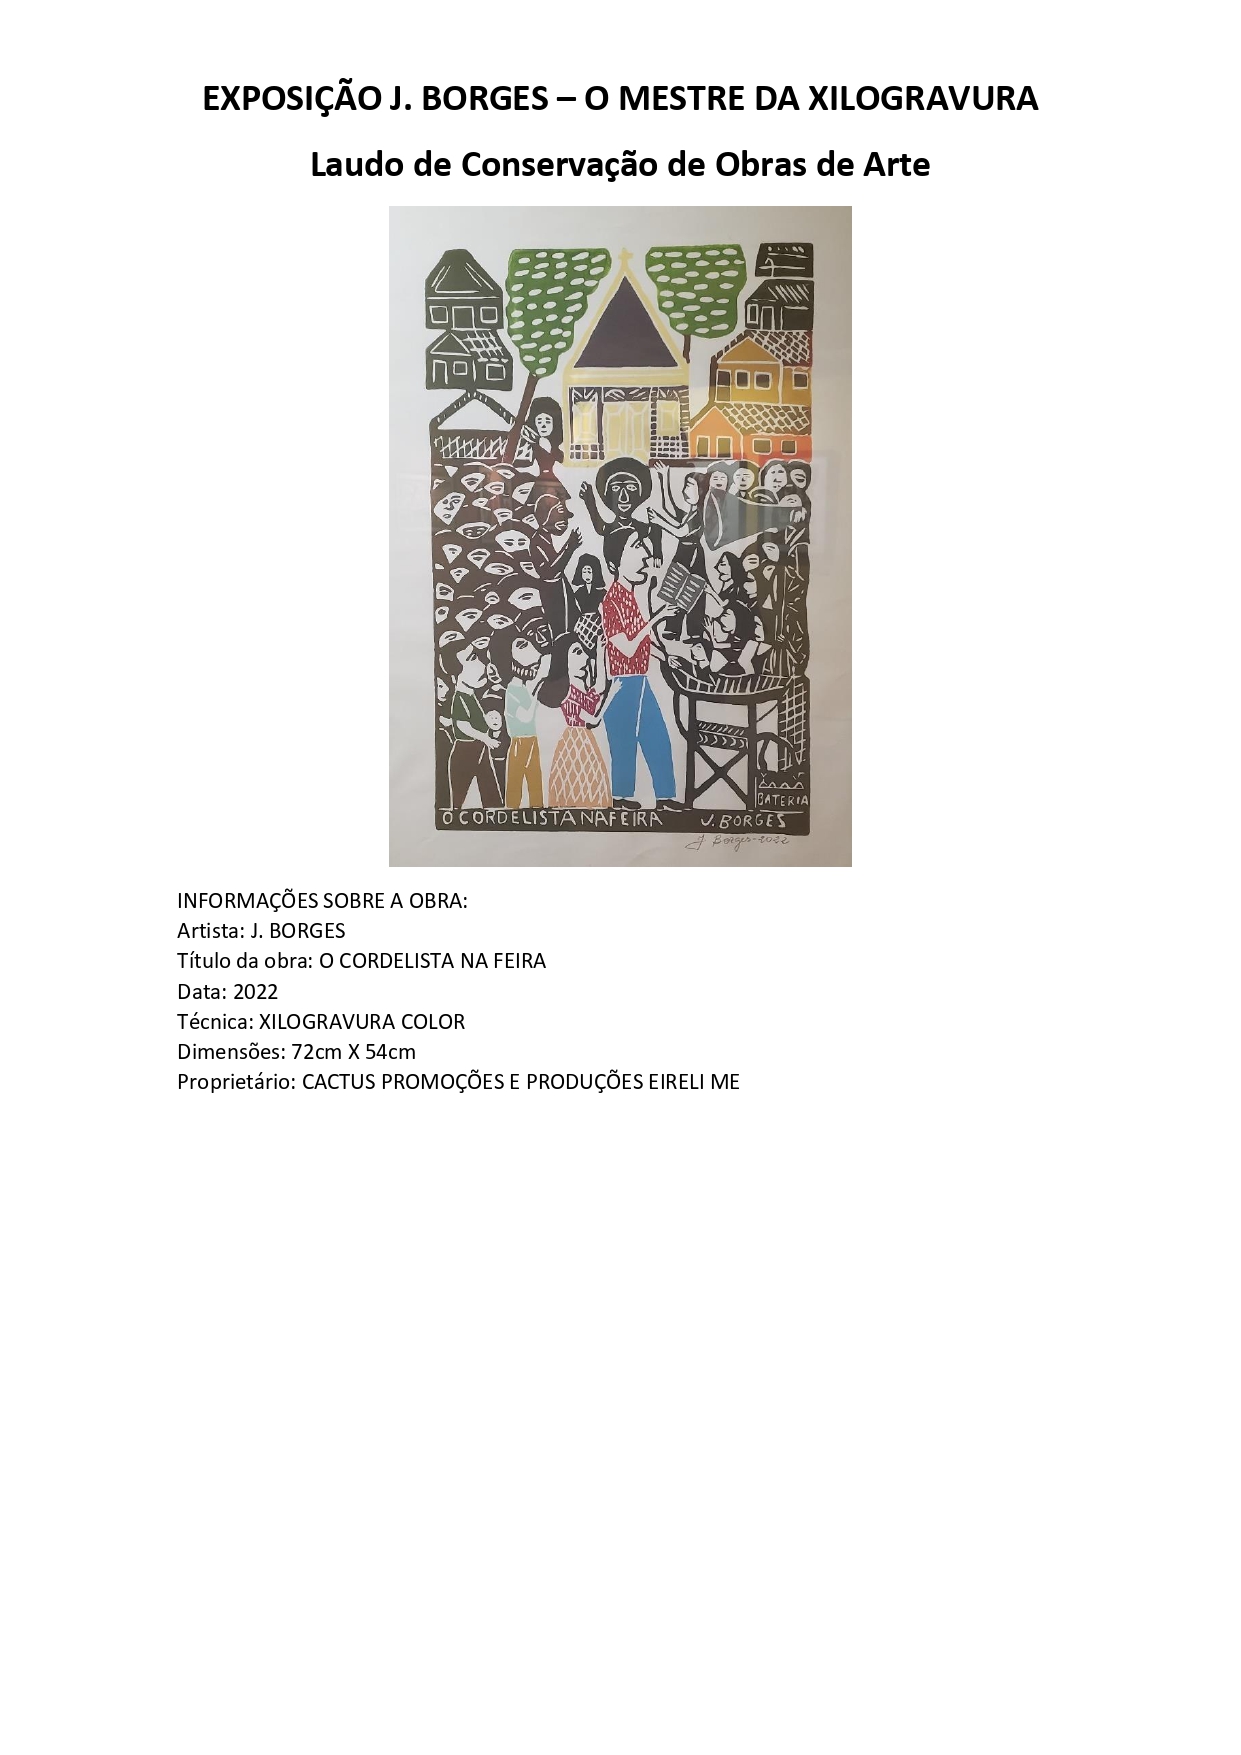 EXPOSIÇÃO J. BORGES – O MESTRE DA XILOGRAVURA
Laudo de Conservação de Obras de Arte
BATERIA
O CORDELISTA NA FEIRA J. BORGES
J Borges-2022
INFORMAÇÕES SOBRE A OBRA:
Artista: J. BORGES
Título da obra: O CORDELISTA NA FEIRA
Data: 2022
Técnica: XILOGRAVURA COLOR
Dimensões: 72cm X 54cm
Proprietário: CACTUS PROMOÇÕES E PRODUÇÕES EIRELI ME